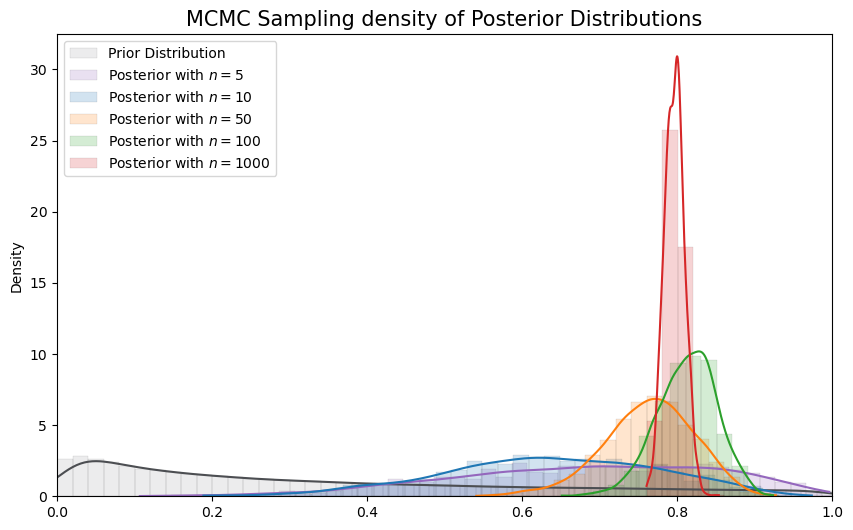 MCMC Sampling density of Posterior Distributions
Prior Distribution
Posterior with n = 5
Posterior with n = 10
Posterior with n = 50
Posterior with n = 100
Posterior with n = 1000
Density
30
25
20
15
10
5
0
0.0 0.2 0.4 0.6 0.8 1.0